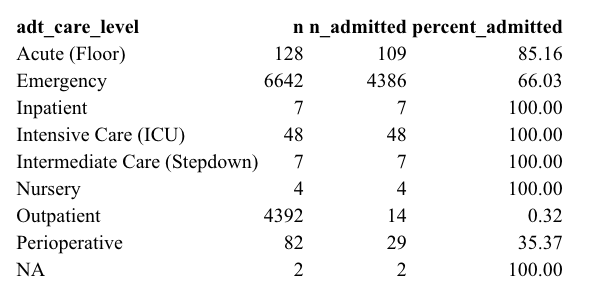 adt_care_level n n_admitted percent_admitted
Acute (Floor) 128 109 85.16
Emergency 6642 4386 66.03
Inpatient 7 7 100.00
Intensive Care (ICU) 48 48 100.00
Intermediate Care (Stepdown) 7 7 100.00
Nursery 4 4 100.00
Outpatient 4392 14 0.32
Perioperative 82 29 35.37
NA 2 2 100.00